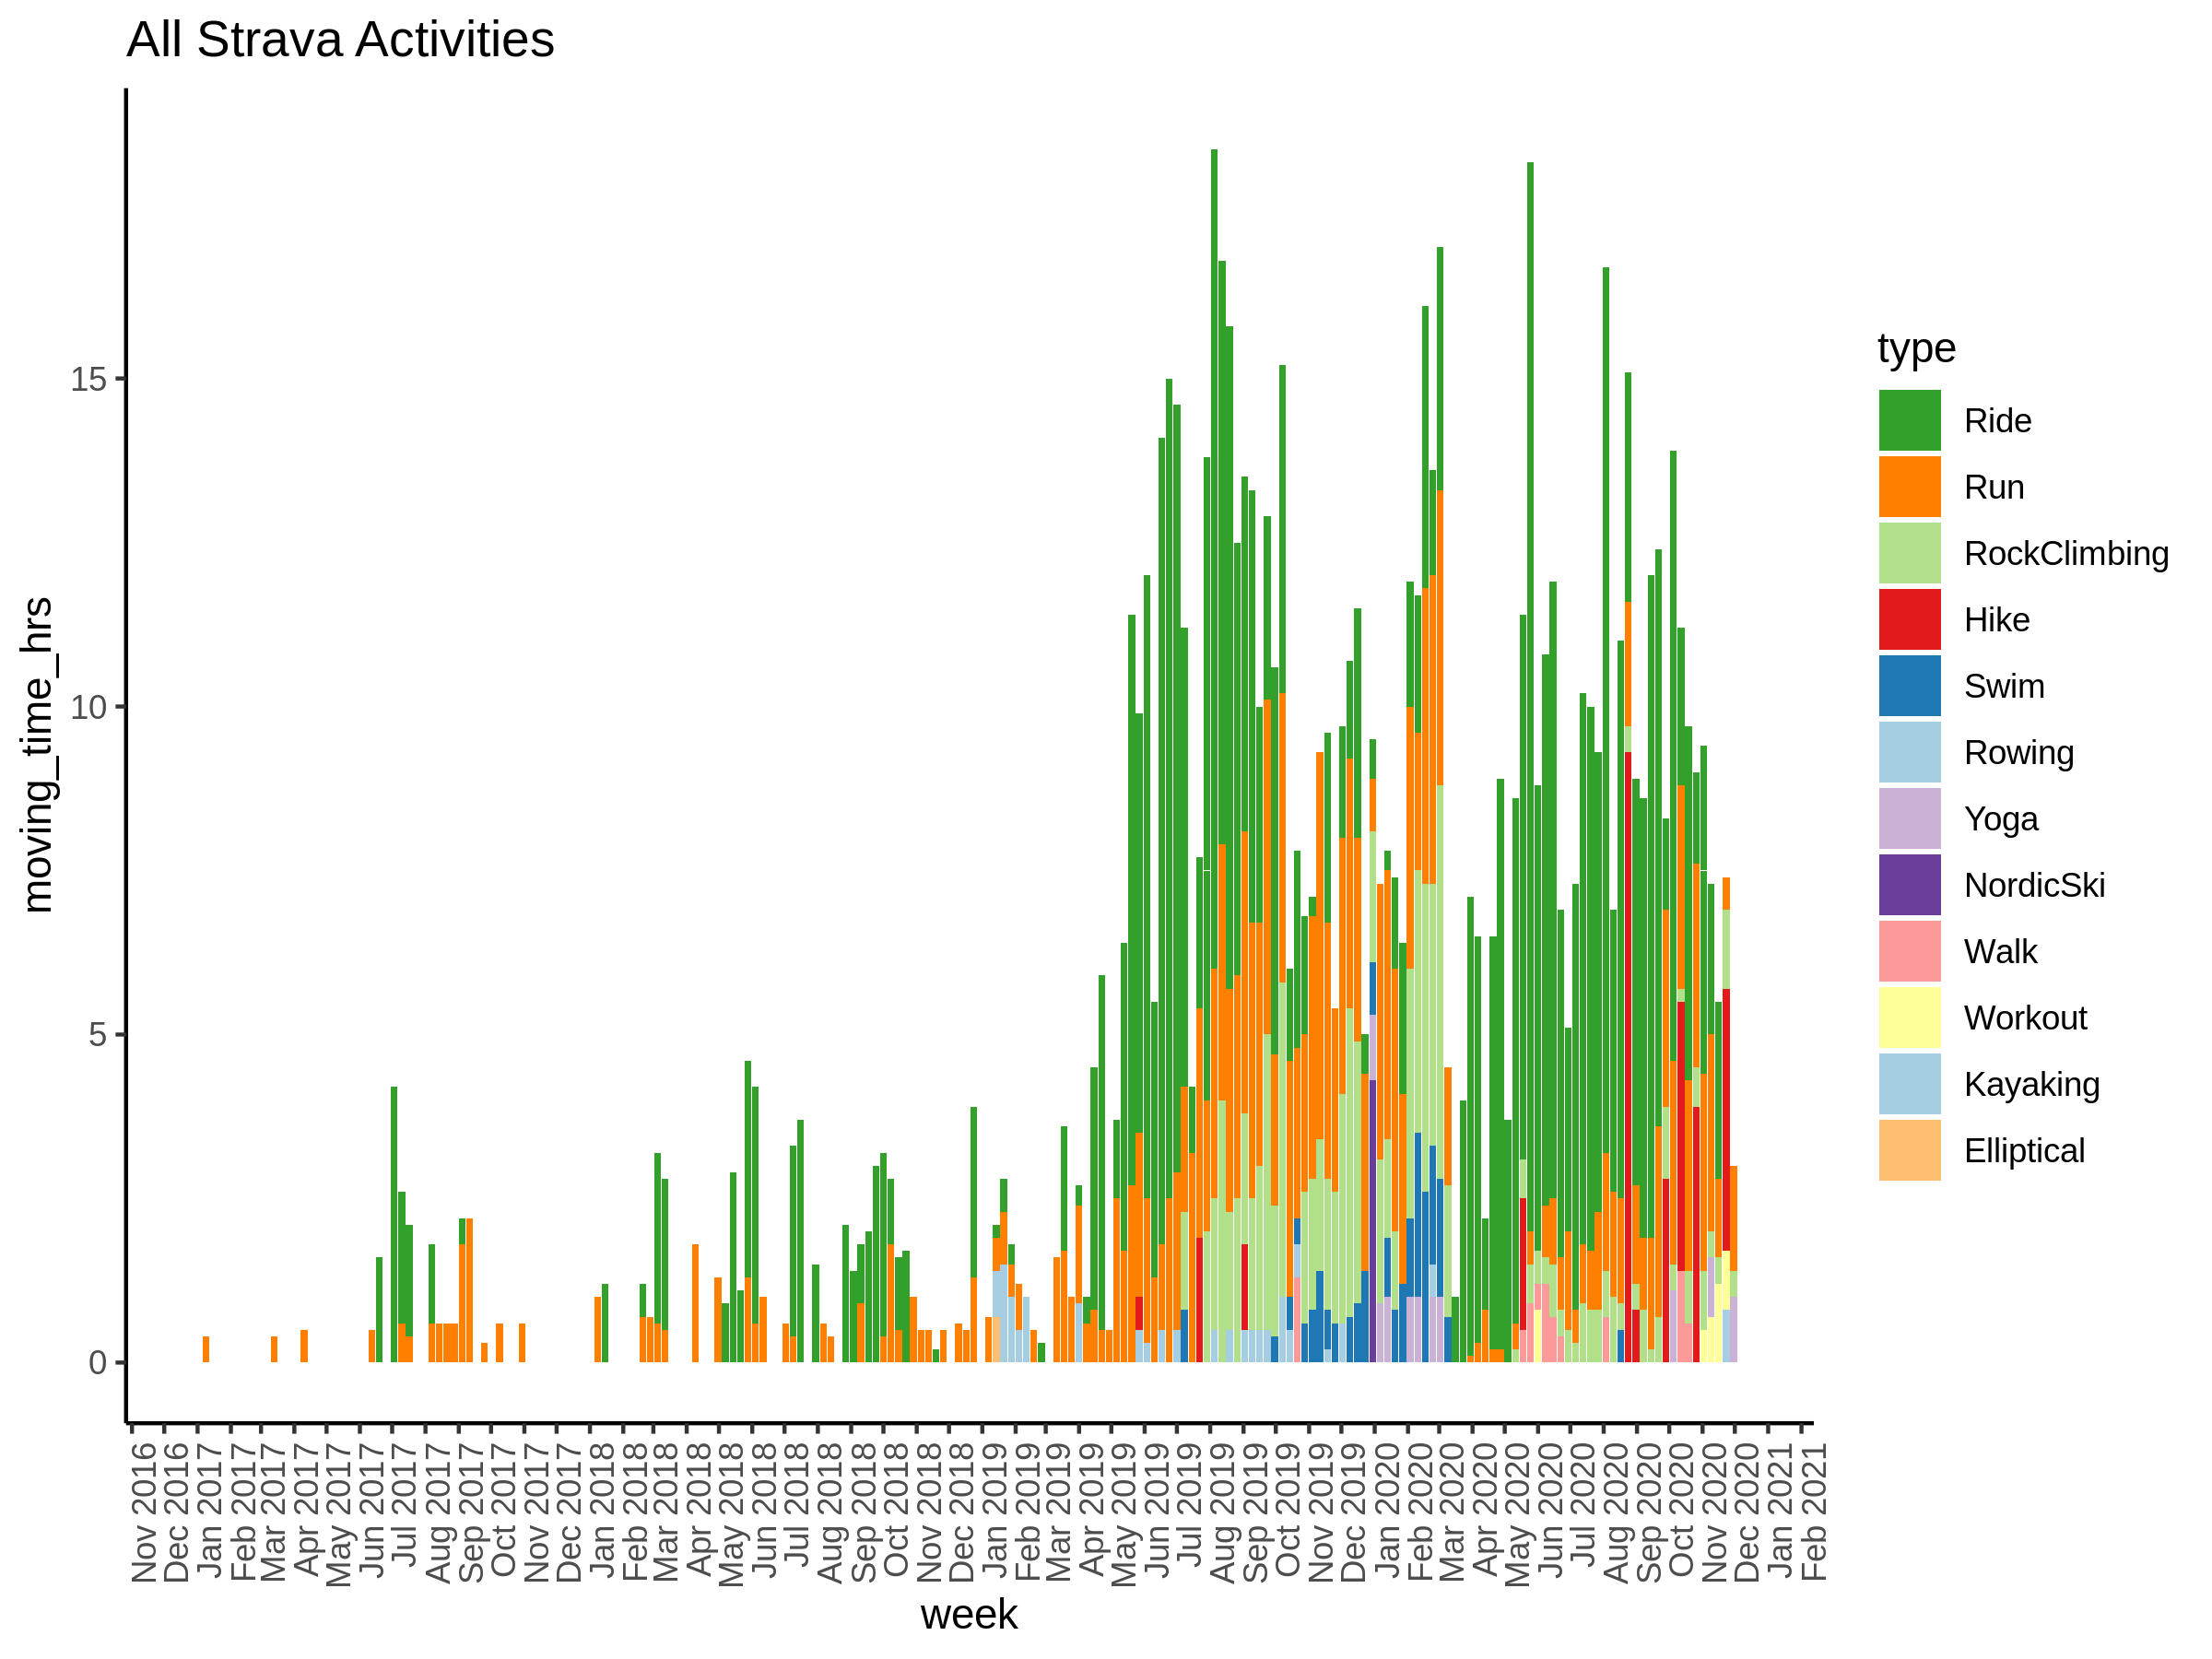 All Strava Activities
moving_time_hrs
15
10
5
0
Nov 2016
Dec 2016
Jan 2017
Feb 2017
Mar 2017
Apr 2017
May 2017
Jun 2017
Jul 2017
Aug 2017
Sep 2017
Oct 2017
Nov 2017
Dec 2017
Jan 2018
Feb 2018
Mar 2018
Apr 2018
May 2018
Jun 2018
Jul 2018
Aug 2018
Sep 2018
Oct 2018
Nov 2018
Dec 2018
Jan 2019
Feb 2019
Mar 2019
Apr 2019
May 2019
Jun 2019
Jul 2019
Aug 2019
Sep 2019
Oct 2019
Nov 2019
Dec 2019
Jan 2020
Feb 2020
Mar 2020
Apr 2020
May 2020
Jun 2020
Jul 2020
Aug 2020
Sep 2020
Oct 2020
Nov 2020
Dec 2020
Jan 2021
Feb 2021
week
type
Ride
Run
RockClimbing
Hike
Swim
Rowing
Yoga
NordicSki
Walk
Workout
Kayaking
Elliptical